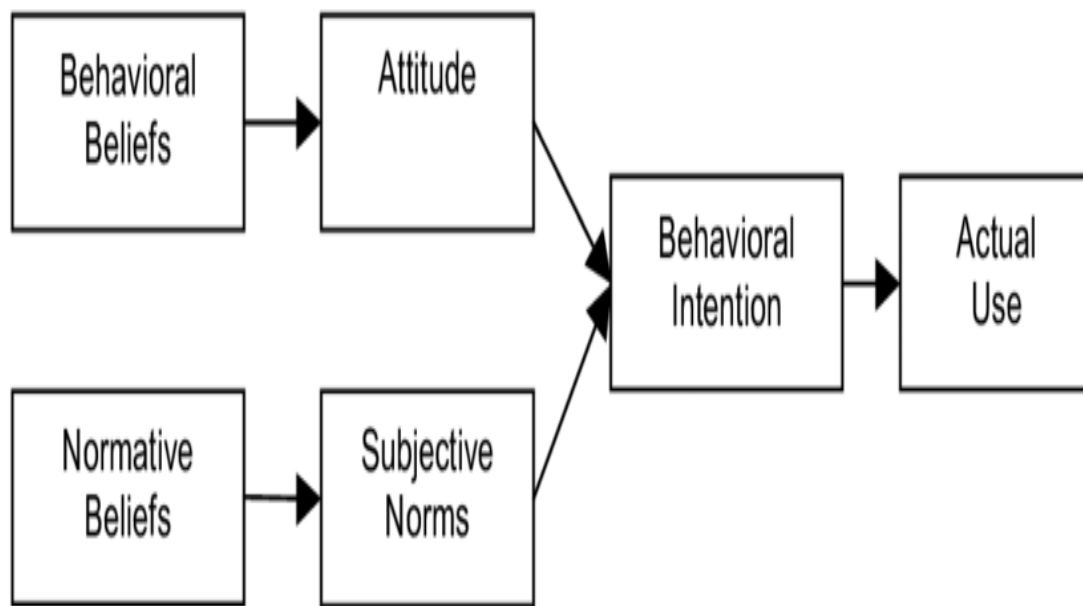 Behavioral
Beliefs
Attitude
Behavioral
Intention
Actual
Use
Normative
Beliefs
Subjective
Norms